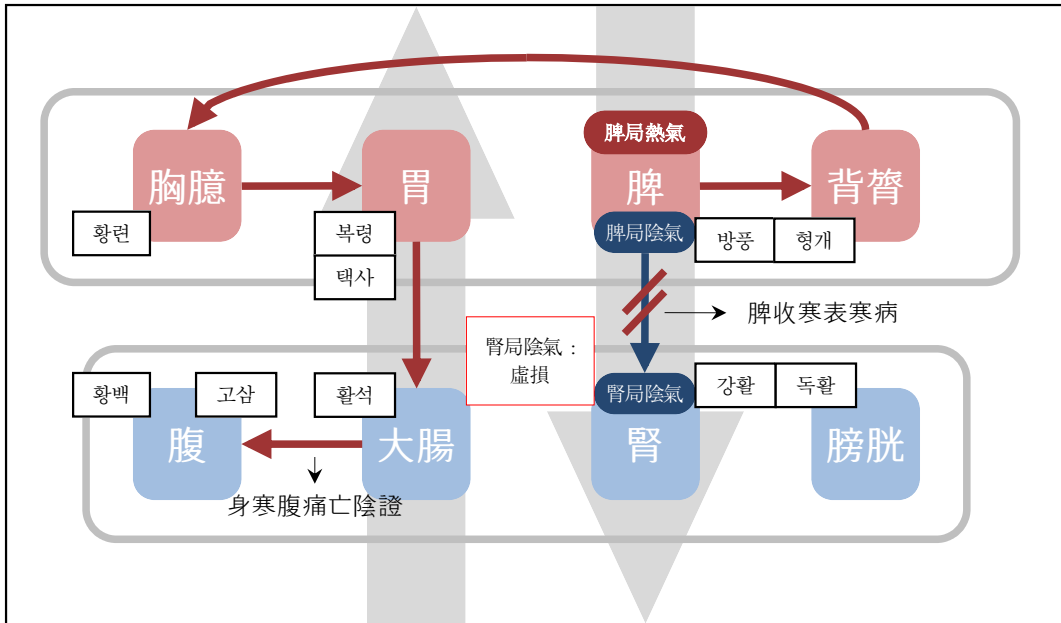 脾局熱氣
胸臆
胃
脾
背膂
황련
복령
택사
脾局陰氣
방풍
형개
脾收寒表寒病
腎局陰氣 :
虛損
腎局陰氣
황백
고삼
활석
강활
독활
腹
大腸
腎
膀胱
身寒腹痛亡陰證